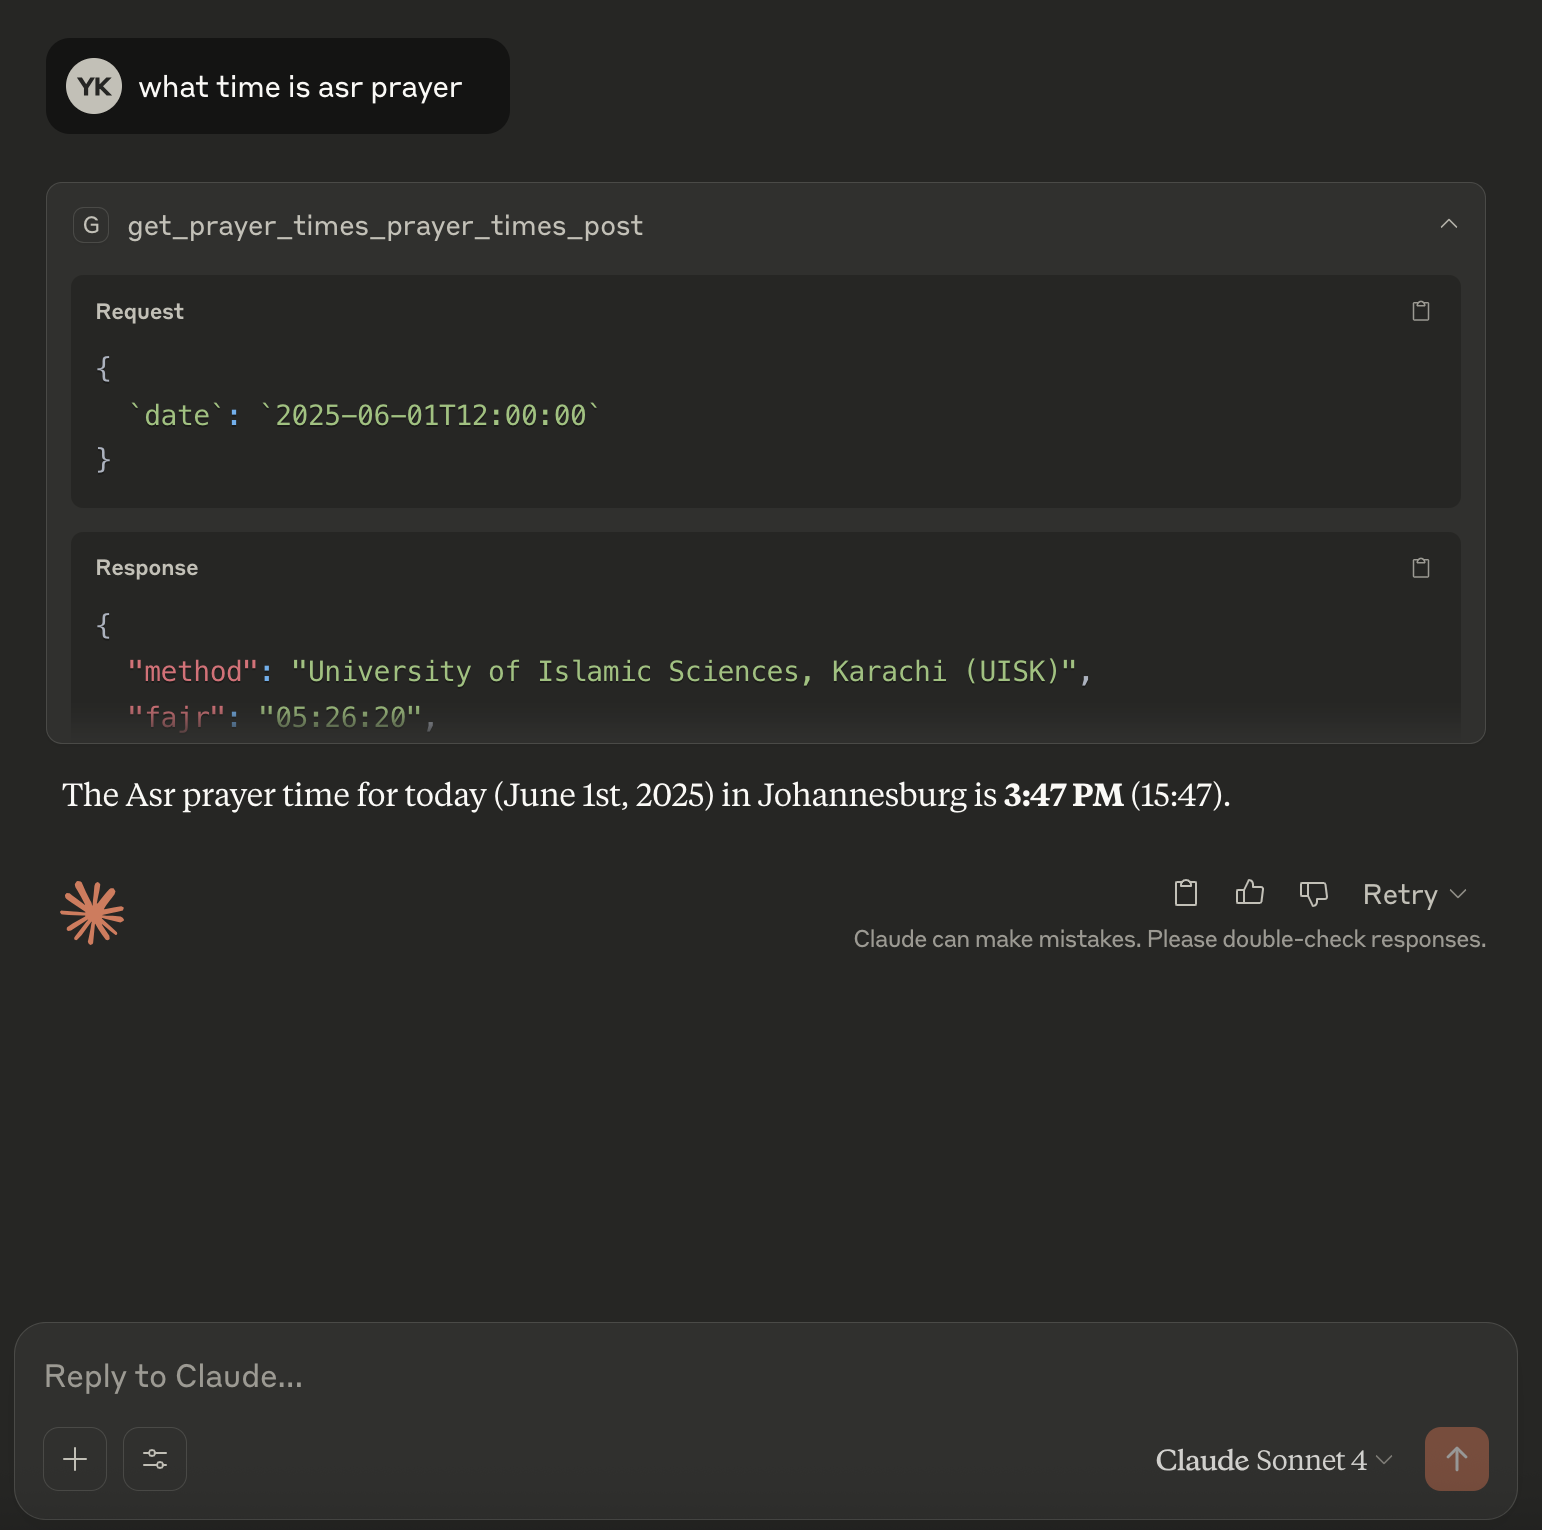 YK what time is asr prayer
G get_prayer_times_prayer_times_post
Request
{
`date`: `2025-06-01T12:00:00`
}
Response
{
"method": "University of Islamic Sciences, Karachi (UISK)",
"fajr": "05:26:20",
The Asr prayer time for today (June 1st, 2025) in Johannesburg is 3:47 PM (15:47).
Retry
Claude can make mistakes. Please double-check responses.
Reply to Claude...
Claude Sonnet 4